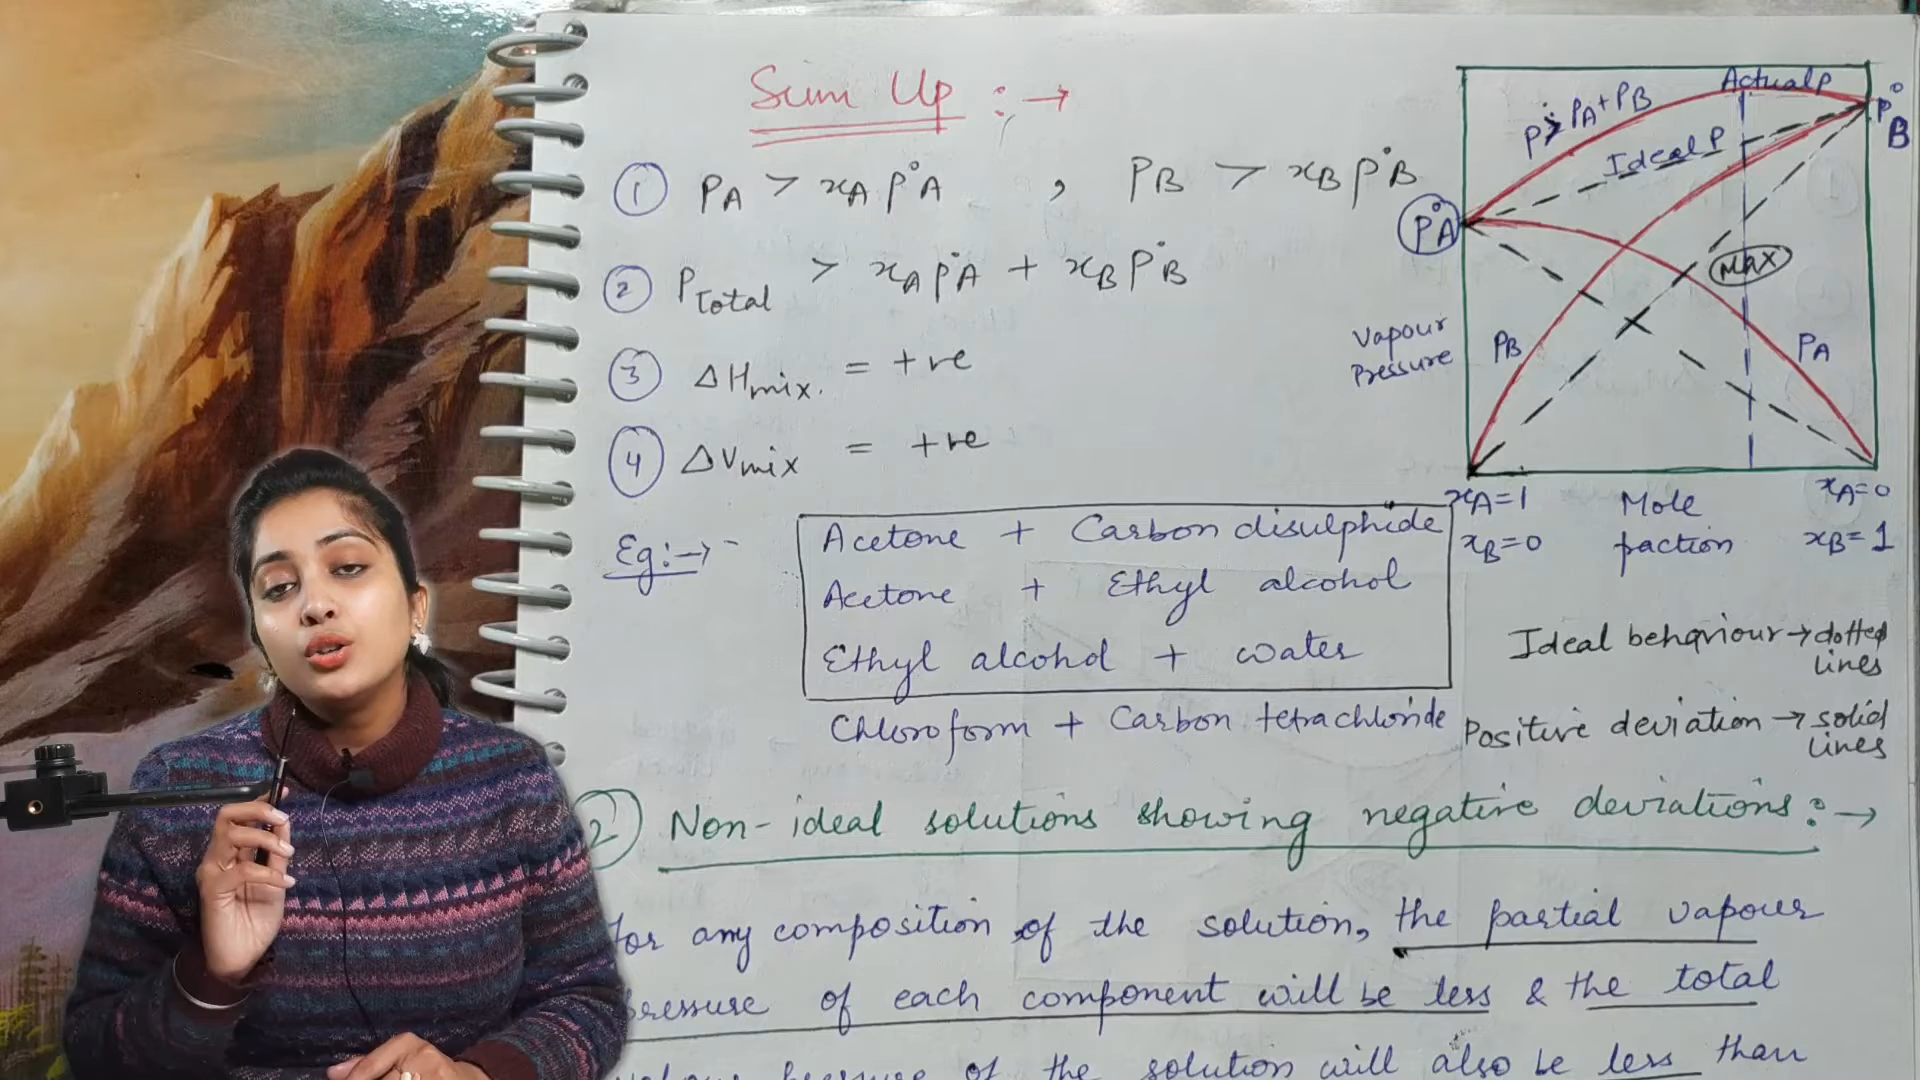 Sum Up :→
① pA > xA p°A , pB > xB p°B
② PTotal > xA p°A + xB p°B
③ ΔHmix. = +ve
④ ΔVmix = +ve
Eg:→
Acetone + Carbon disulphide
Acetone + Ethyl alcohol
Ethyl alcohol + water
Chloroform + Carbon tetrachloride
Actual P
P > PA + PB
Ideal P
p°B
p°A
Max
Vapour
Pressure
PB
PA
xA=1 Mole xA=0
xB=0 fraction xB=1
Ideal behaviour → dotted
lines
Positive deviation → solid
lines
② Non-ideal solutions showing negative deviations :→
for any composition of the solution, the partial vapour
pressure of each component will be less & the total
of the solution will also be less than